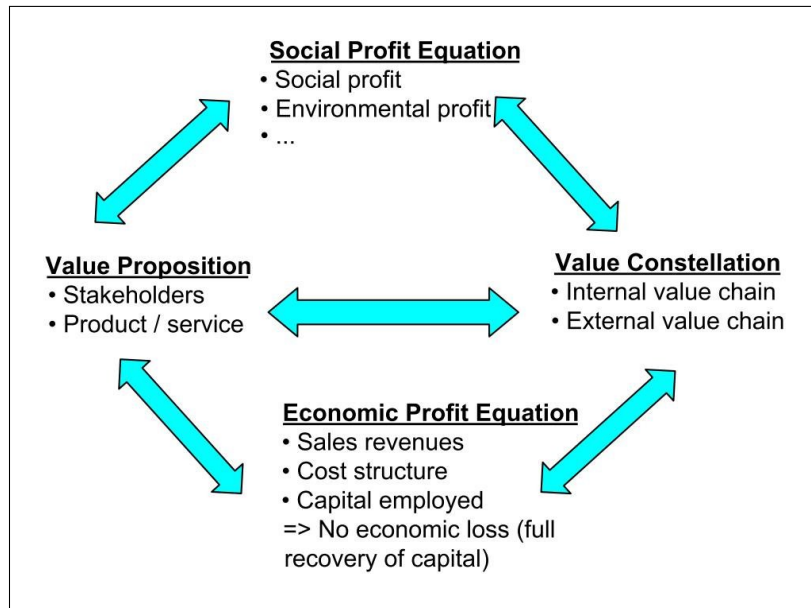 Social Profit Equation
• Social profit
• Environmental profit
• ...
Value Proposition
• Stakeholders
• Product / service
Value Constellation
• Internal value chain
• External value chain
Economic Profit Equation
• Sales revenues
• Cost structure
• Capital employed
=> No economic loss (full
recovery of capital)